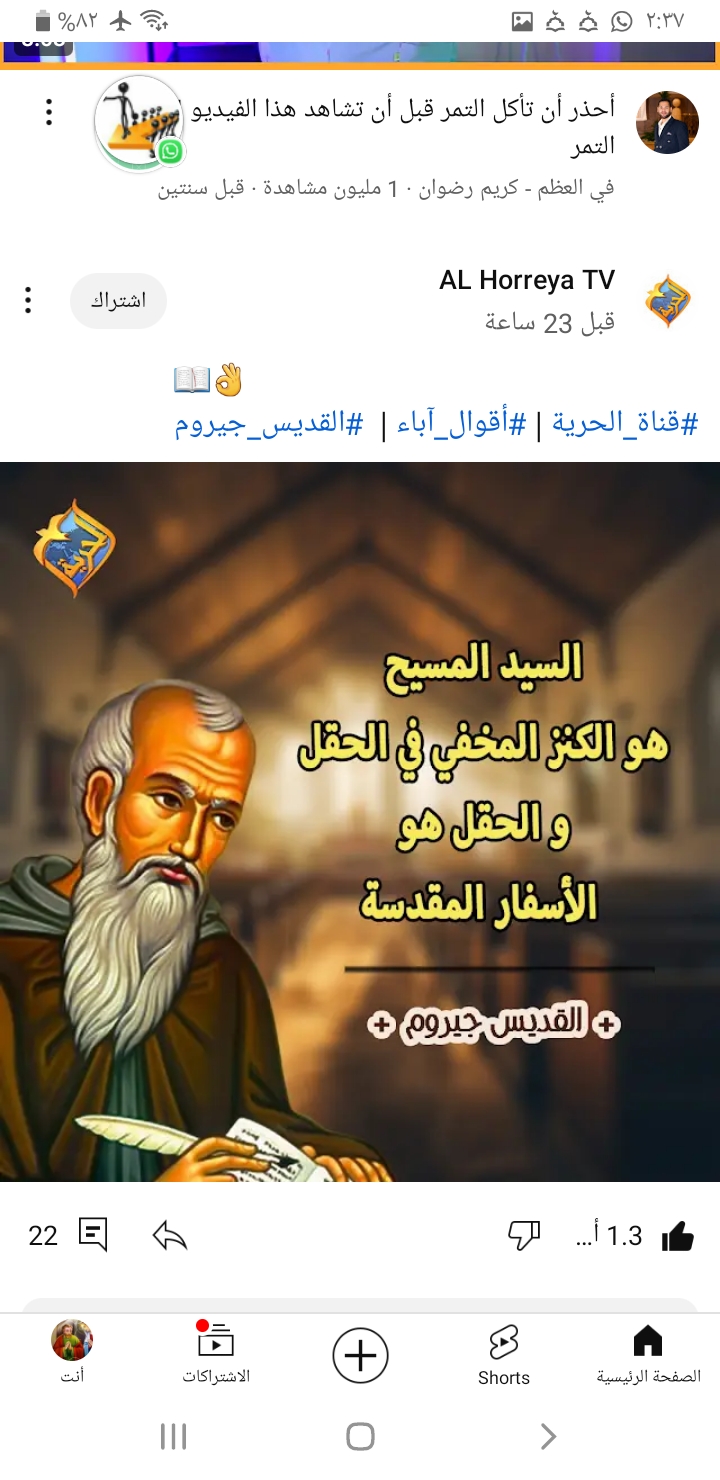 ٢:٣٧
%٨٢
أحذر أن تأكل التمر قبل أن تشاهد هذا الفيديو
التمر
في العظم - كريم رضوان · 1 مليون مشاهدة · قبل سنتين
AL Horreya TV
قبل 23 ساعة
اشتراك
👌📖
#قناة_الحرية | #أقوال_آباء | #القديس_جيروم
الحرية
السيد المسيح
هو الكنز المخفي في الحقل
و الحقل هو
الأسفار المقدسة
+ القديس جيروم +
1.3 أ...
22
الصفحة الرئيسية
Shorts
الاشتراكات
أنت